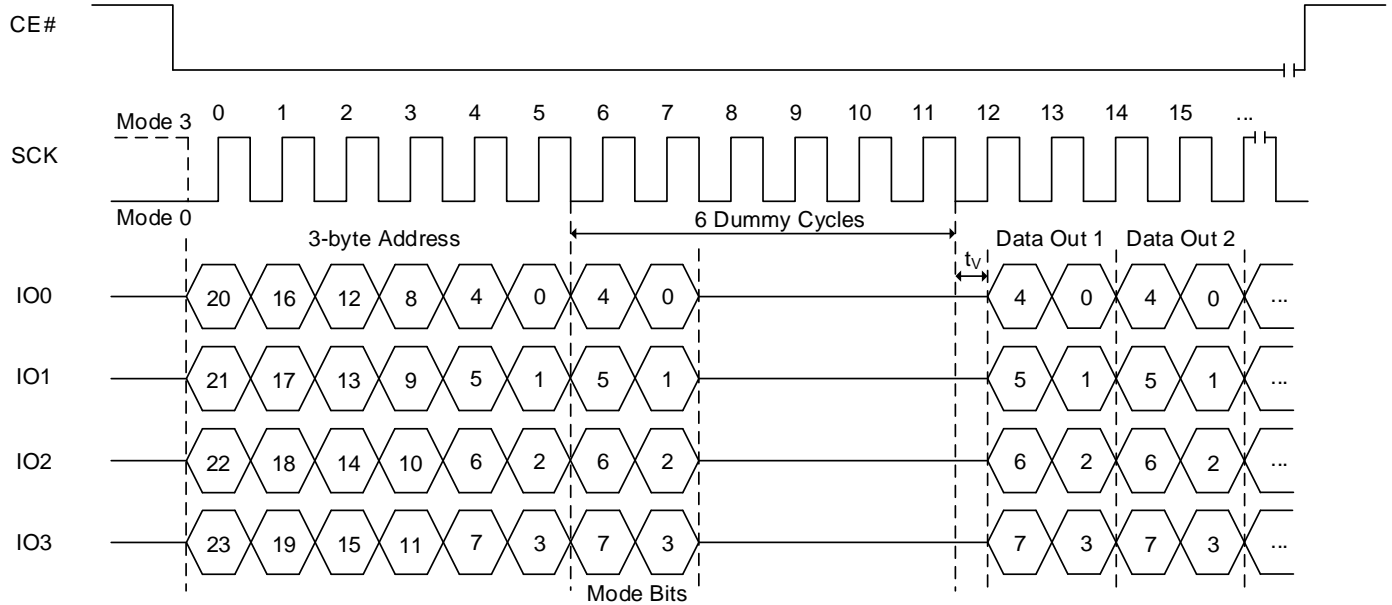 CE#
0 1 2 3 4 5 6 7 8 9 10 11 12 13 14 15 ...
Mode 3
SCK
Mode 0
6 Dummy Cycles
3-byte Address
Data Out 1 Data Out 2
tV
IO0 20 16 12 8 4 0 4 0 4 0 4 0 ...
IO1 21 17 13 9 5 1 5 1 5 1 5 1 ...
IO2 22 18 14 10 6 2 6 2 6 2 6 2 ...
IO3 23 19 15 11 7 3 7 3 7 3 7 3 ...
Mode Bits